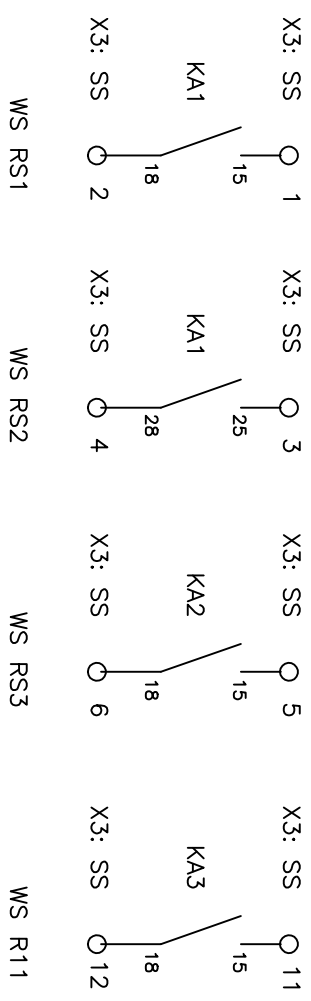 X3: SS 1 X3: SS 3 X3: SS 5 X3: SS 11
15 25 15 15
KA1 KA1 KA2 KA3
18 28 18 18
X3: SS 2 X3: SS 4 X3: SS 6 X3: SS 12
WS RS1 WS RS2 WS RS3 WS R11